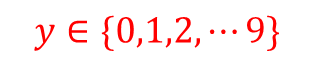 y ∈ {0,1,2,⋯ 9}